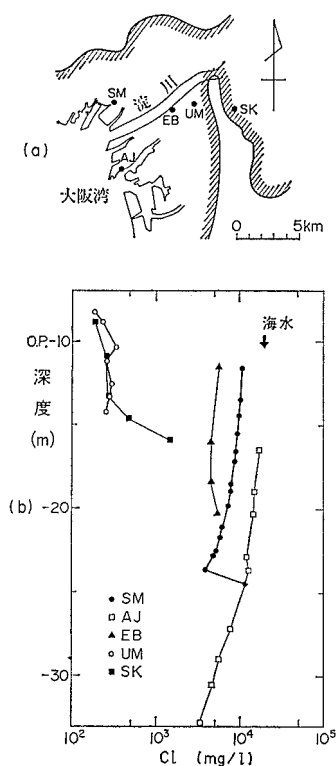 (a)
SM
淀川
EB
UM
SK
AJ
大阪湾
0 5km
(b)
O.P.-10
深度
(m)
-20
-30
海水
SM
AJ
EB
UM
SK
10² 10³ 10⁴ 10⁵
Cl (mg/l)